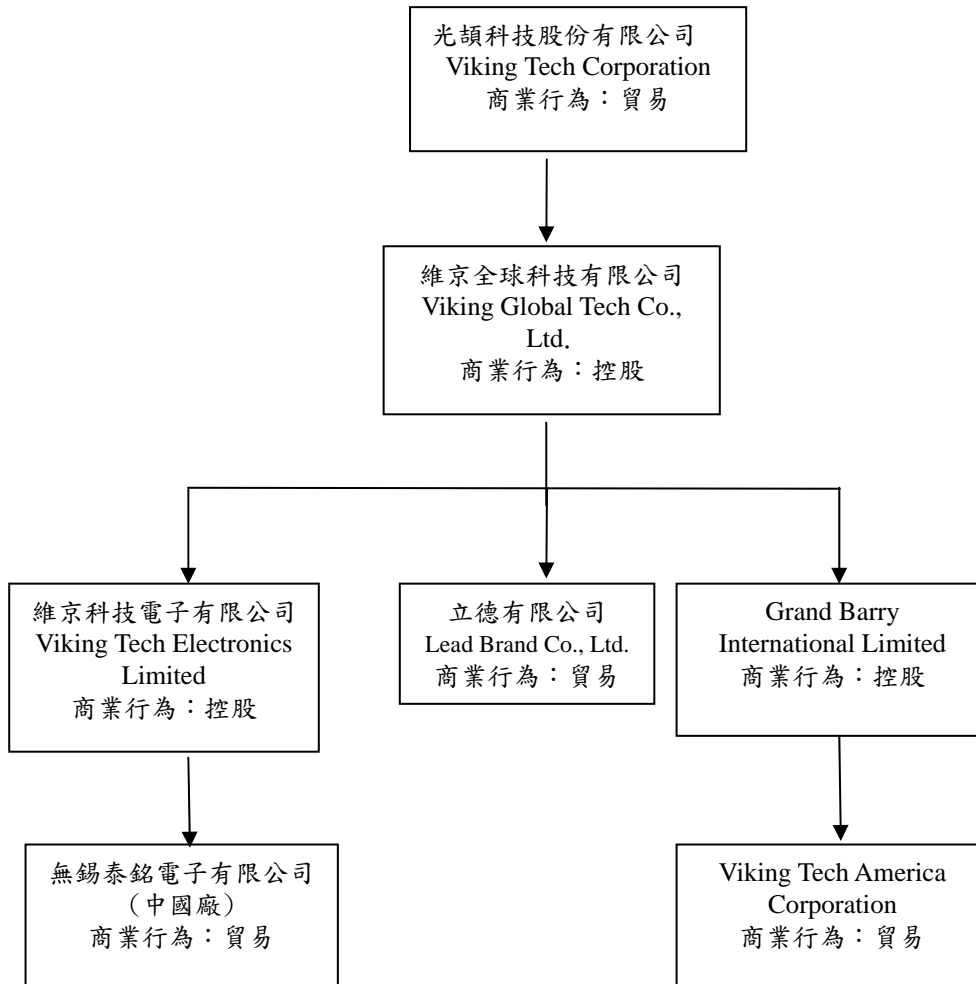 光頡科技股份有限公司
Viking Tech Corporation
商業行為：貿易
維京全球科技有限公司
Viking Global Tech Co.,
Ltd.
商業行為：控股
維京科技電子有限公司
Viking Tech Electronics
Limited
商業行為：控股
立德有限公司
Lead Brand Co., Ltd.
商業行為：貿易
Grand Barry
International Limited
商業行為：控股
無錫泰銘電子有限公司
（中國廠）
商業行為：貿易
Viking Tech America
Corporation
商業行為：貿易